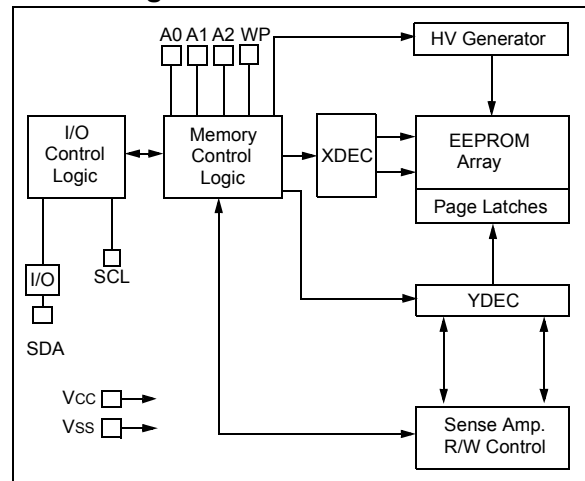 A0 A1 A2 WP
HV Generator
I/O
Control
Logic
Memory
Control
Logic
XDEC
EEPROM
Array
Page Latches
I/O
SCL
SDA
YDEC
VCC
VSS
Sense Amp.
R/W Control